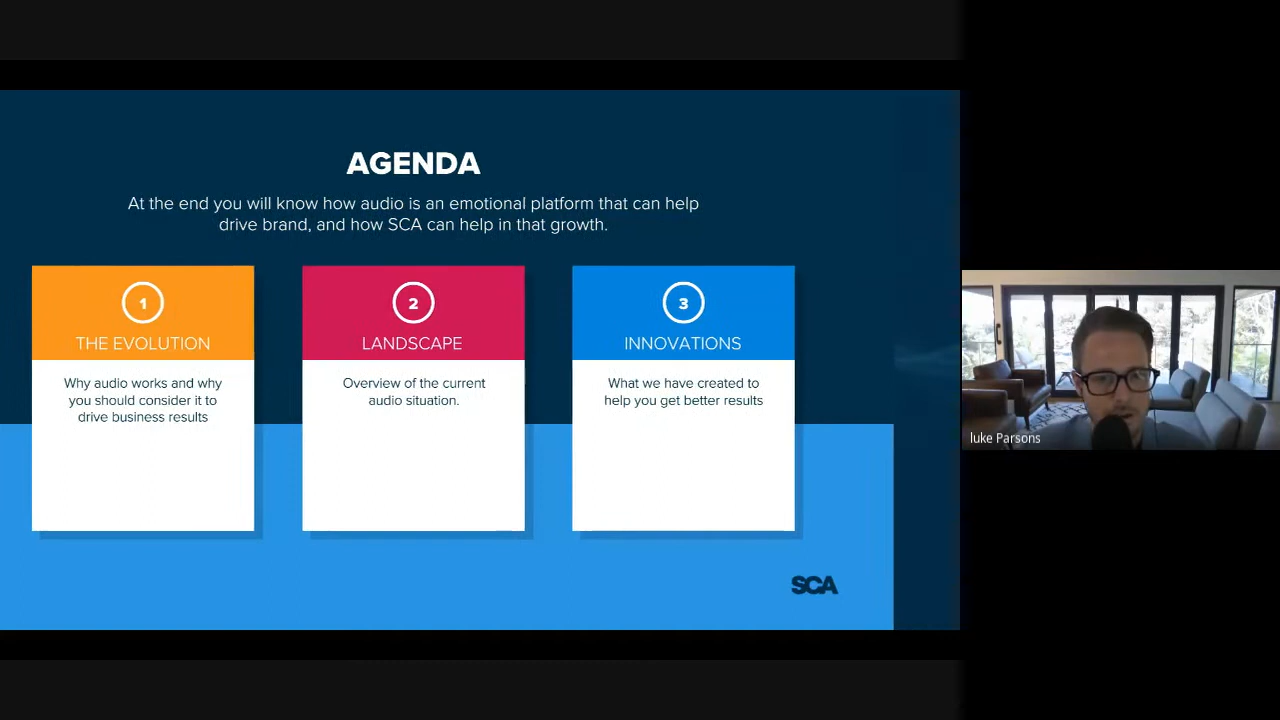 AGENDA
At the end you will know how audio is an emotional platform that can help
drive brand, and how SCA can help in that growth.
1
THE EVOLUTION
Why audio works and why
you should consider it to
drive business results
2
LANDSCAPE
Overview of the current
audio situation.
3
INNOVATIONS
What we have created to
help you get better results
SCA
luke Parsons